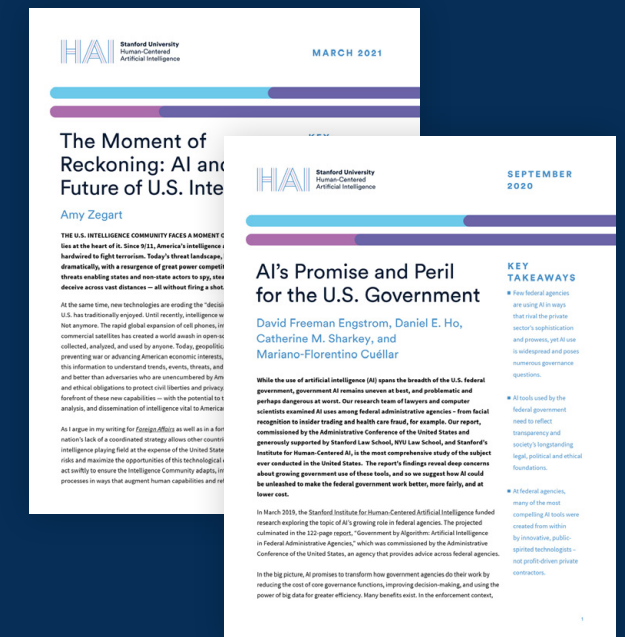 HAI
Stanford University
Human-Centered
Artificial Intelligence
MARCH 2021
KEY
The Moment of
Reckoning: AI and
Future of U.S. Inte
Amy Zegart
THE U.S. INTELLIGENCE COMMUNITY FACES A MOMENT O
lies at the heart of it. Since 9/11, America's intelligence
hardwired to fight terrorism. Today's threat landscape,
dramatically, with a resurgence of great power competit
threats enabling states and non-state actors to spy, stea
deceive across vast distances — all without firing a shot.
At the same time, new technologies are eroding the "decisi
U.S. has traditionally enjoyed. Until recently, intelligence w
Not anymore. The rapid global expansion of cell phones, in
commercial satellites has created a world awash in open-so
collected, analyzed, and used by anyone. Today, geopolitic
preventing war or advancing American economic interests,
this information to understand trends, events, threats, and
and better than adversaries who are unencumbered by Am
and ethical obligations to protect civil liberties and privacy.
forefront of these new capabilities — with the potential to t
analysis, and dissemination of intelligence vital to American
As I argue in my writing for Foreign Affairs as well as in a for
nation's lack of a coordinated strategy allows other countri
intelligence playing field at the expense of the United State
risks and maximize the opportunities of this technological
act swiftly to ensure the Intelligence Community adapts, in
processes in ways that augment human capabilities and rel
HAI
Stanford University
Human-Centered
Artificial Intelligence
SEPTEMBER
2020
AI's Promise and Peril
for the U.S. Government
David Freeman Engstrom, Daniel E. Ho,
Catherine M. Sharkey, and
Mariano-Florentino Cuéllar
While the use of artificial intelligence (AI) spans the breadth of the U.S. federal
government, government AI remains uneven at best, and problematic and
perhaps dangerous at worst. Our research team of lawyers and computer
scientists examined AI uses among federal administrative agencies – from facial
recognition to insider trading and health care fraud, for example. Our report,
commissioned by the Administrative Conference of the United States and
generously supported by Stanford Law School, NYU Law School, and Stanford's
Institute for Human-Centered AI, is the most comprehensive study of the subject
ever conducted in the United States. The report's findings reveal deep concerns
about growing government use of these tools, and so we suggest how AI could
be unleashed to make the federal government work better, more fairly, and at
lower cost.
In March 2019, the Stanford Institute for Human-Centered Artificial Intelligence funded
research exploring the topic of AI's growing role in federal agencies. The projected
culminated in the 122-page report, "Government by Algorithm: Artificial Intelligence
in Federal Administrative Agencies," which was commissioned by the Administrative
Conference of the United States, an agency that provides advice across federal agencies.
In the big picture, AI promises to transform how government agencies do their work by
reducing the cost of core governance functions, improving decision-making, and using the
power of big data for greater efficiency. Many benefits exist. In the enforcement context,
KEY
TAKEAWAYS
Few federal agencies
are using AI in ways
that rival the private
sector's sophistication
and prowess, yet AI use
is widespread and poses
numerous governance
questions.
AI tools used by the
federal government
need to reflect
transparency and
society's longstanding
legal, political and ethical
foundations.
At federal agencies,
many of the most
compelling AI tools were
created from within
by innovative, public-
spirited technologists –
not profit-driven private
contractors.
1